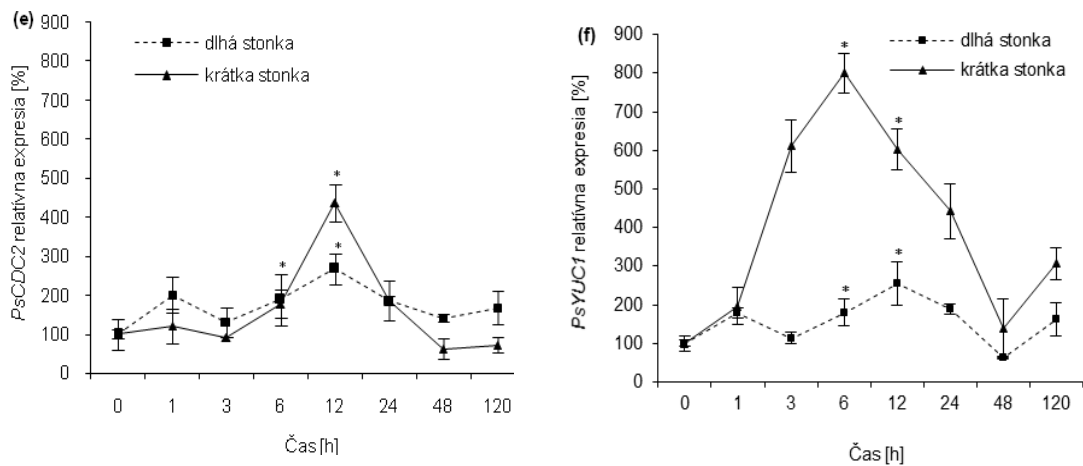 (e)
PsCDC2 relatívna expresia [%]
900
800
700
600
500
400
300
200
100
0
dlhá stonka
krátka stonka
*
*
*
0 1 3 6 12 24 48 120
Čas [h]
(f)
PsYUC1 relatívna expresia [%]
900
800
700
600
500
400
300
200
100
0
dlhá stonka
krátka stonka
*
*
*
*
0 1 3 6 12 24 48 120
Čas [h]